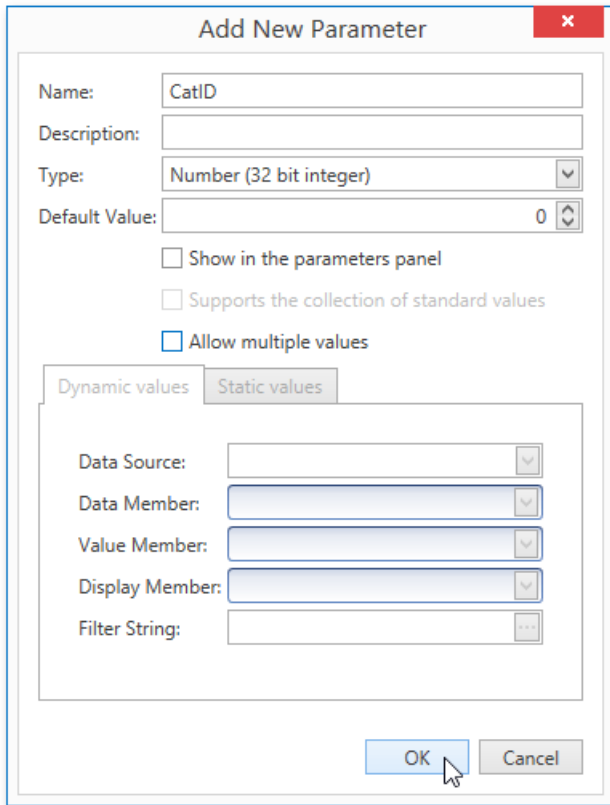 Add New Parameter
Name: CatID
Description:
Type: Number (32 bit integer)
Default Value: 0
Show in the parameters panel
Supports the collection of standard values
Allow multiple values
Dynamic values Static values
Data Source:
Data Member:
Value Member:
Display Member:
Filter String:
OK Cancel